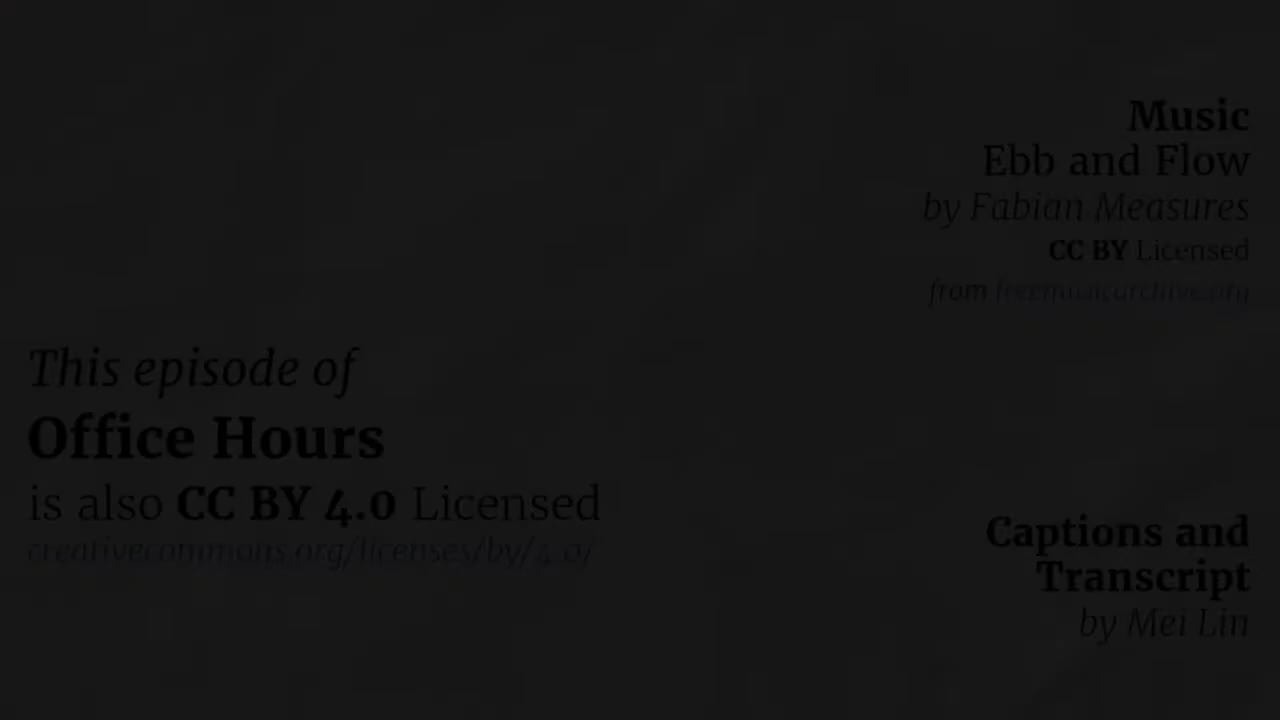 Music
Ebb and Flow
by Fabian Measures
CC BY Licensed
from freemusicarchive.org
This episode of
Office Hours
is also CC BY 4.0 Licensed
creativecommons.org/licenses/by/4.0/
Captions and
Transcript
by Mei Lin